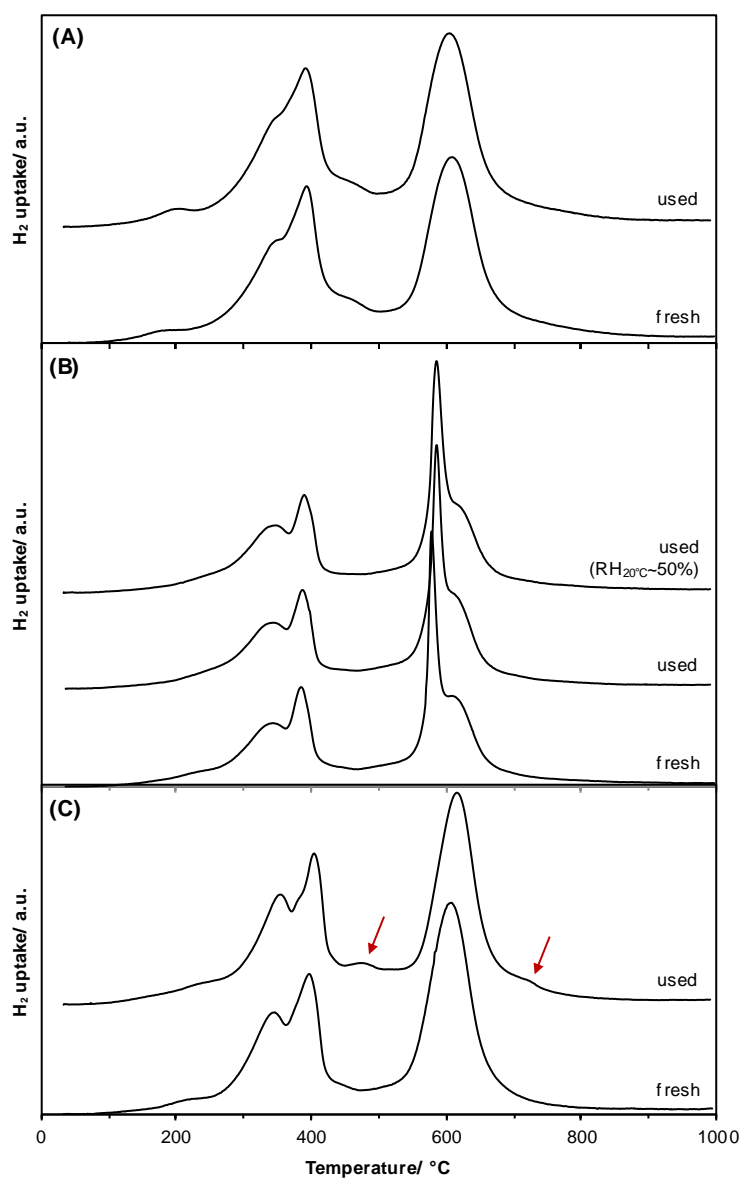 (A)
H₂ uptake/ a.u.
used
fresh
(B)
H₂ uptake/ a.u.
used
(RH₂₀°C~50%)
used
fresh
(C)
H₂ uptake/ a.u.
used
fresh
0 200 400 600 800 1000
Temperature/ °C